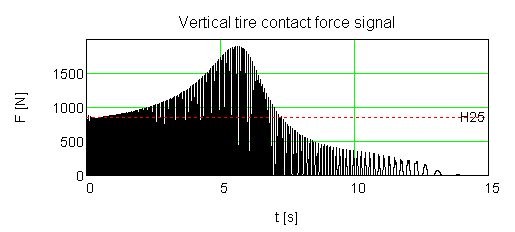 Vertical tire contact force signal
F [N]
1500
1000
500
0
H25
0 5 10 15
t [s]